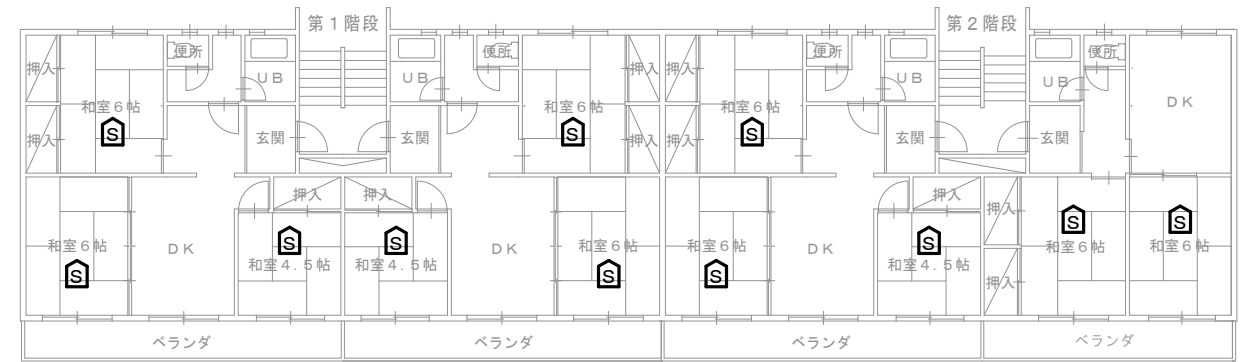 第1階段
第2階段
便所
便所
便所
便所
UB
UB
UB
UB
押入
押入
押入
押入
DK
和室6帖
和室6帖
和室6帖
S
S
S
押入
押入
押入
玄関
玄関
玄関
玄関
押入
押入
押入
押入
S
S
S
S
和室6帖
DK
DK
和室6帖
和室6帖
DK
和室6帖
和室6帖
和室4.5帖
和室4.5帖
和室4.5帖
S
S
S
S
押入
ベランダ
ベランダ
ベランダ
ベランダ